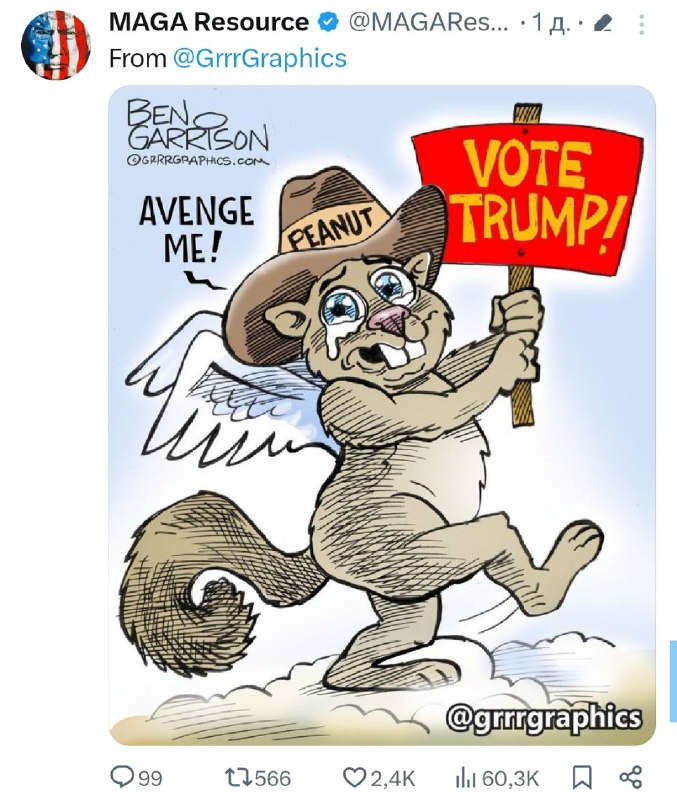 MAGA Resource @MAGARes... · 1 д. ·
From @GrrrGraphics
BEN
GARRISON
©GRRRGRAPHICS.COM
AVENGE
ME!
PEANUT
VOTE
TRUMP!
@grrrgraphics
99 566 2,4K 60,3K